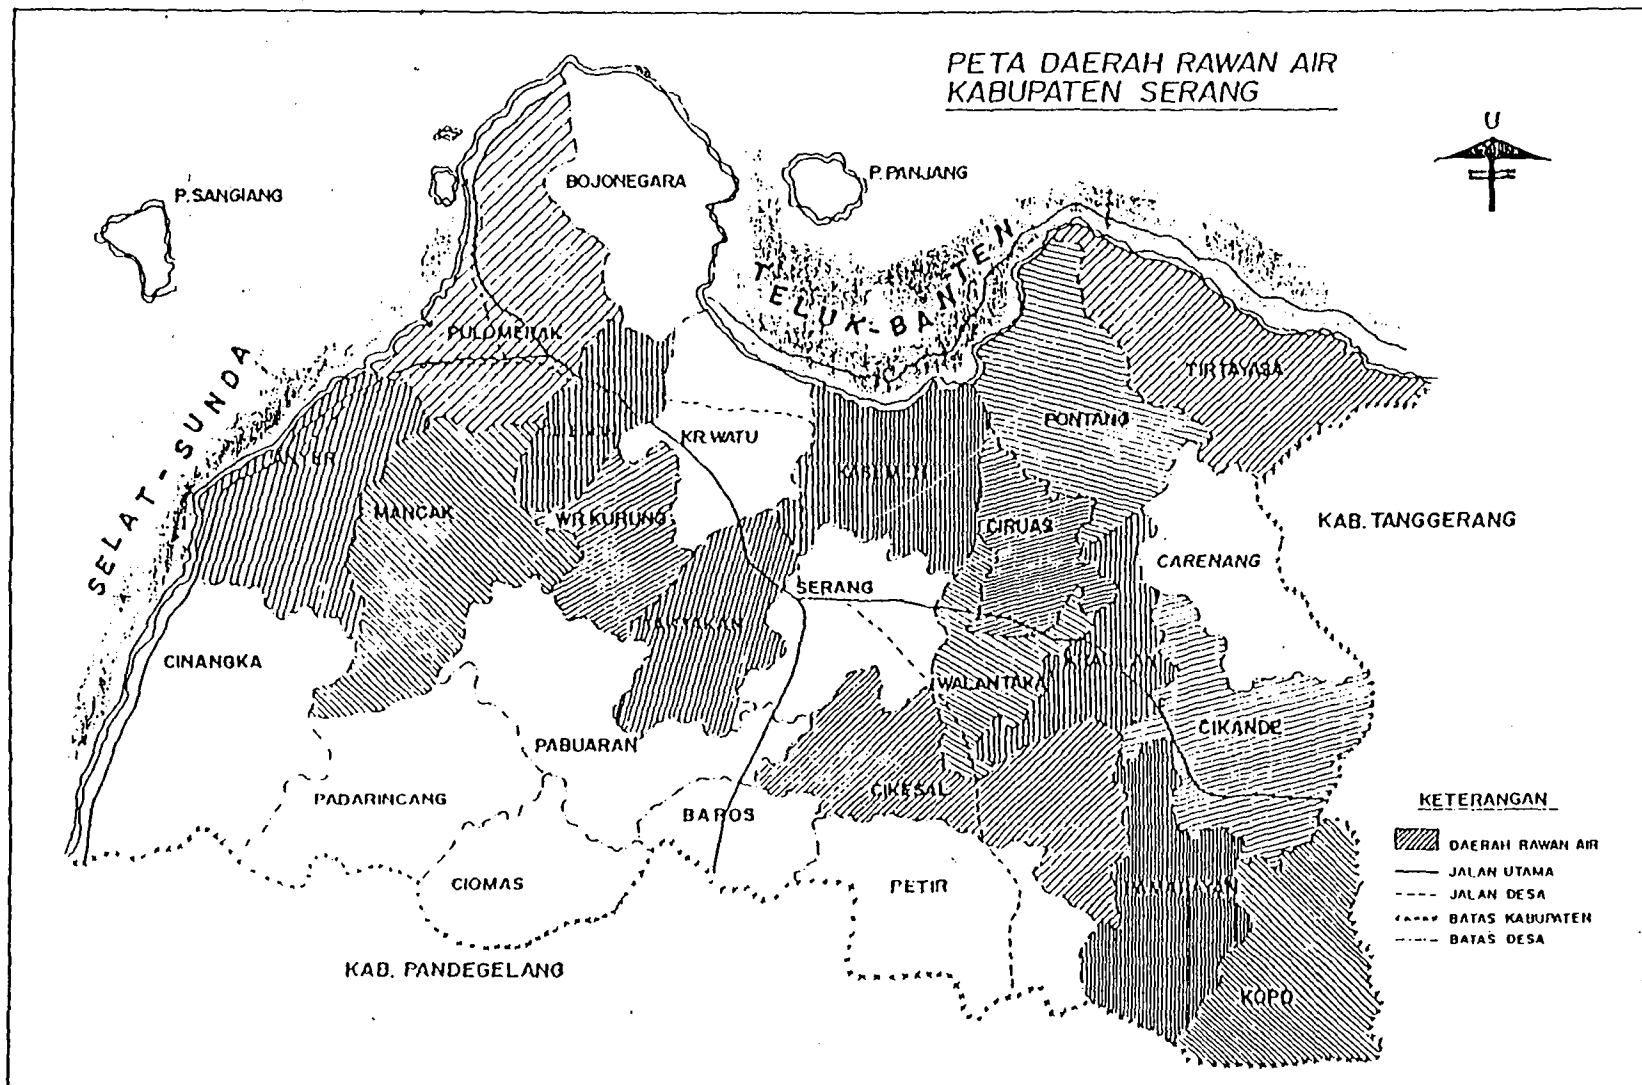 PETA DAERAH RAWAN AIR
KABUPATEN SERANG
U
P. SANGIANG
BOJONEGARA
P. PANJANG
TELUK-BANTEN
SELAT-SUNDA
PULOMERAK
TIRTAYASA
PONTANG
KR. WATU
ANYER
MANCAK
WR. KURUNG
CIRUAS
KAB. TANGGERANG
CARENANG
SERANG
TAKTAKAN
CINANGKA
WALANTAKA
CIKANDE
PABUARAN
PADARINCANG
CIKESAL
BAROS
CIOMAS
PETIR
KAB. PANDEGELANG
KOPO
KETERANGAN
DAERAH RAWAN AIR
JALAN UTAMA
JALAN DESA
BATAS KABUPATEN
BATAS DESA